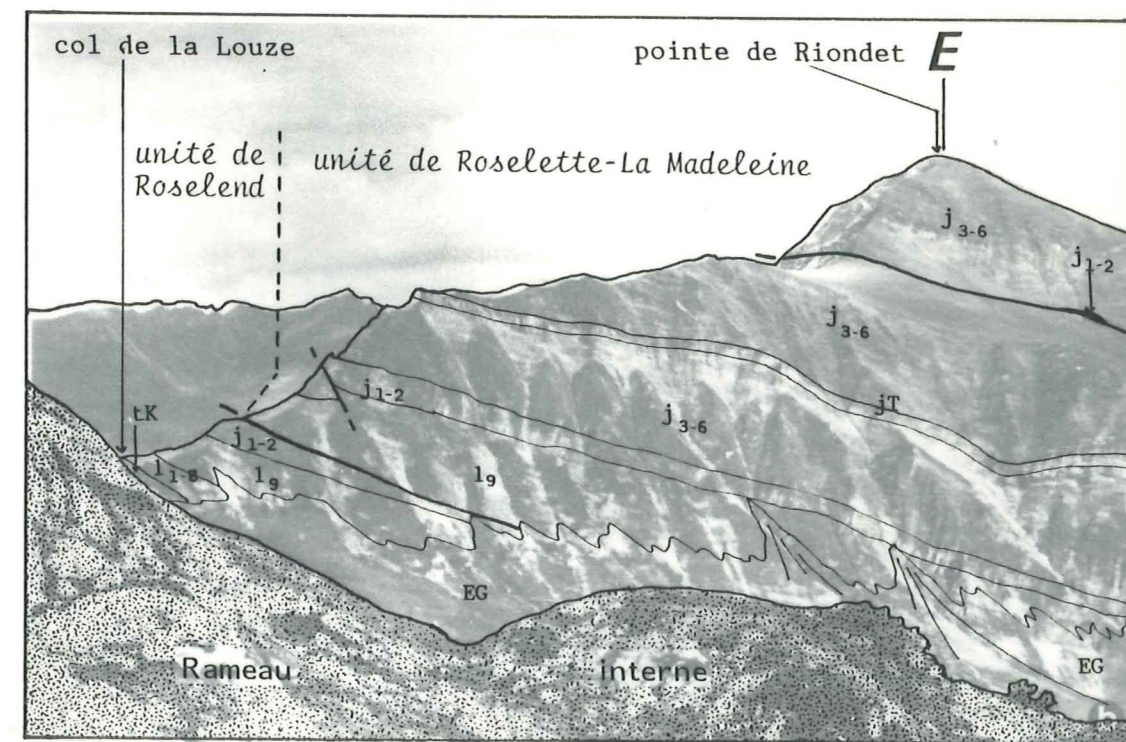 col de la Louze
pointe de Riondet E
unité de
Roselend
unité de Roselette-La Madeleine
j3-6
j1-2
j3-6
jT
tK
j1-2
j1-2
j3-6
l1-8
l9
l9
EG
EG
Rameau
interne
b